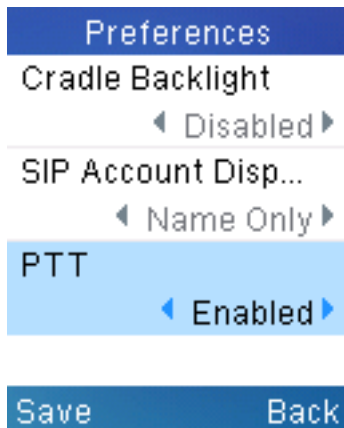 Preferences
Cradle Backlight
Disabled
SIP Account Disp...
Name Only
PTT
Enabled
Save Back